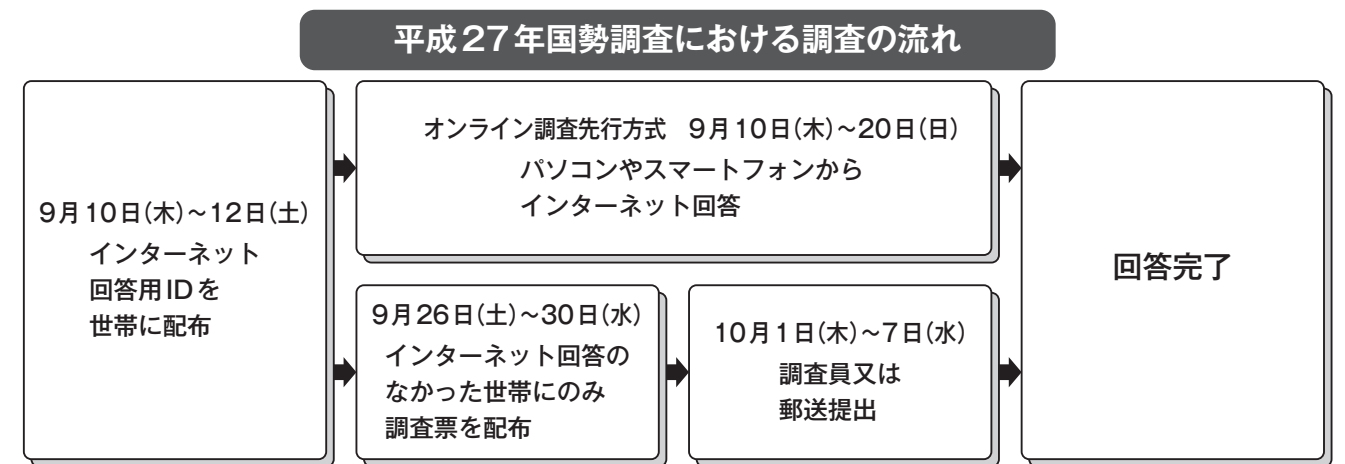 平成27年国勢調査における調査の流れ
9月10日(木)～12日(土)
インターネット
回答用IDを
世帯に配布
オンライン調査先行方式　9月10日(木)～20日(日)
パソコンやスマートフォンから
インターネット回答
9月26日(土)～30日(水)
インターネット回答の
なかった世帯にのみ
調査票を配布
10月1日(木)～7日(水)
調査員又は
郵送提出
回答完了